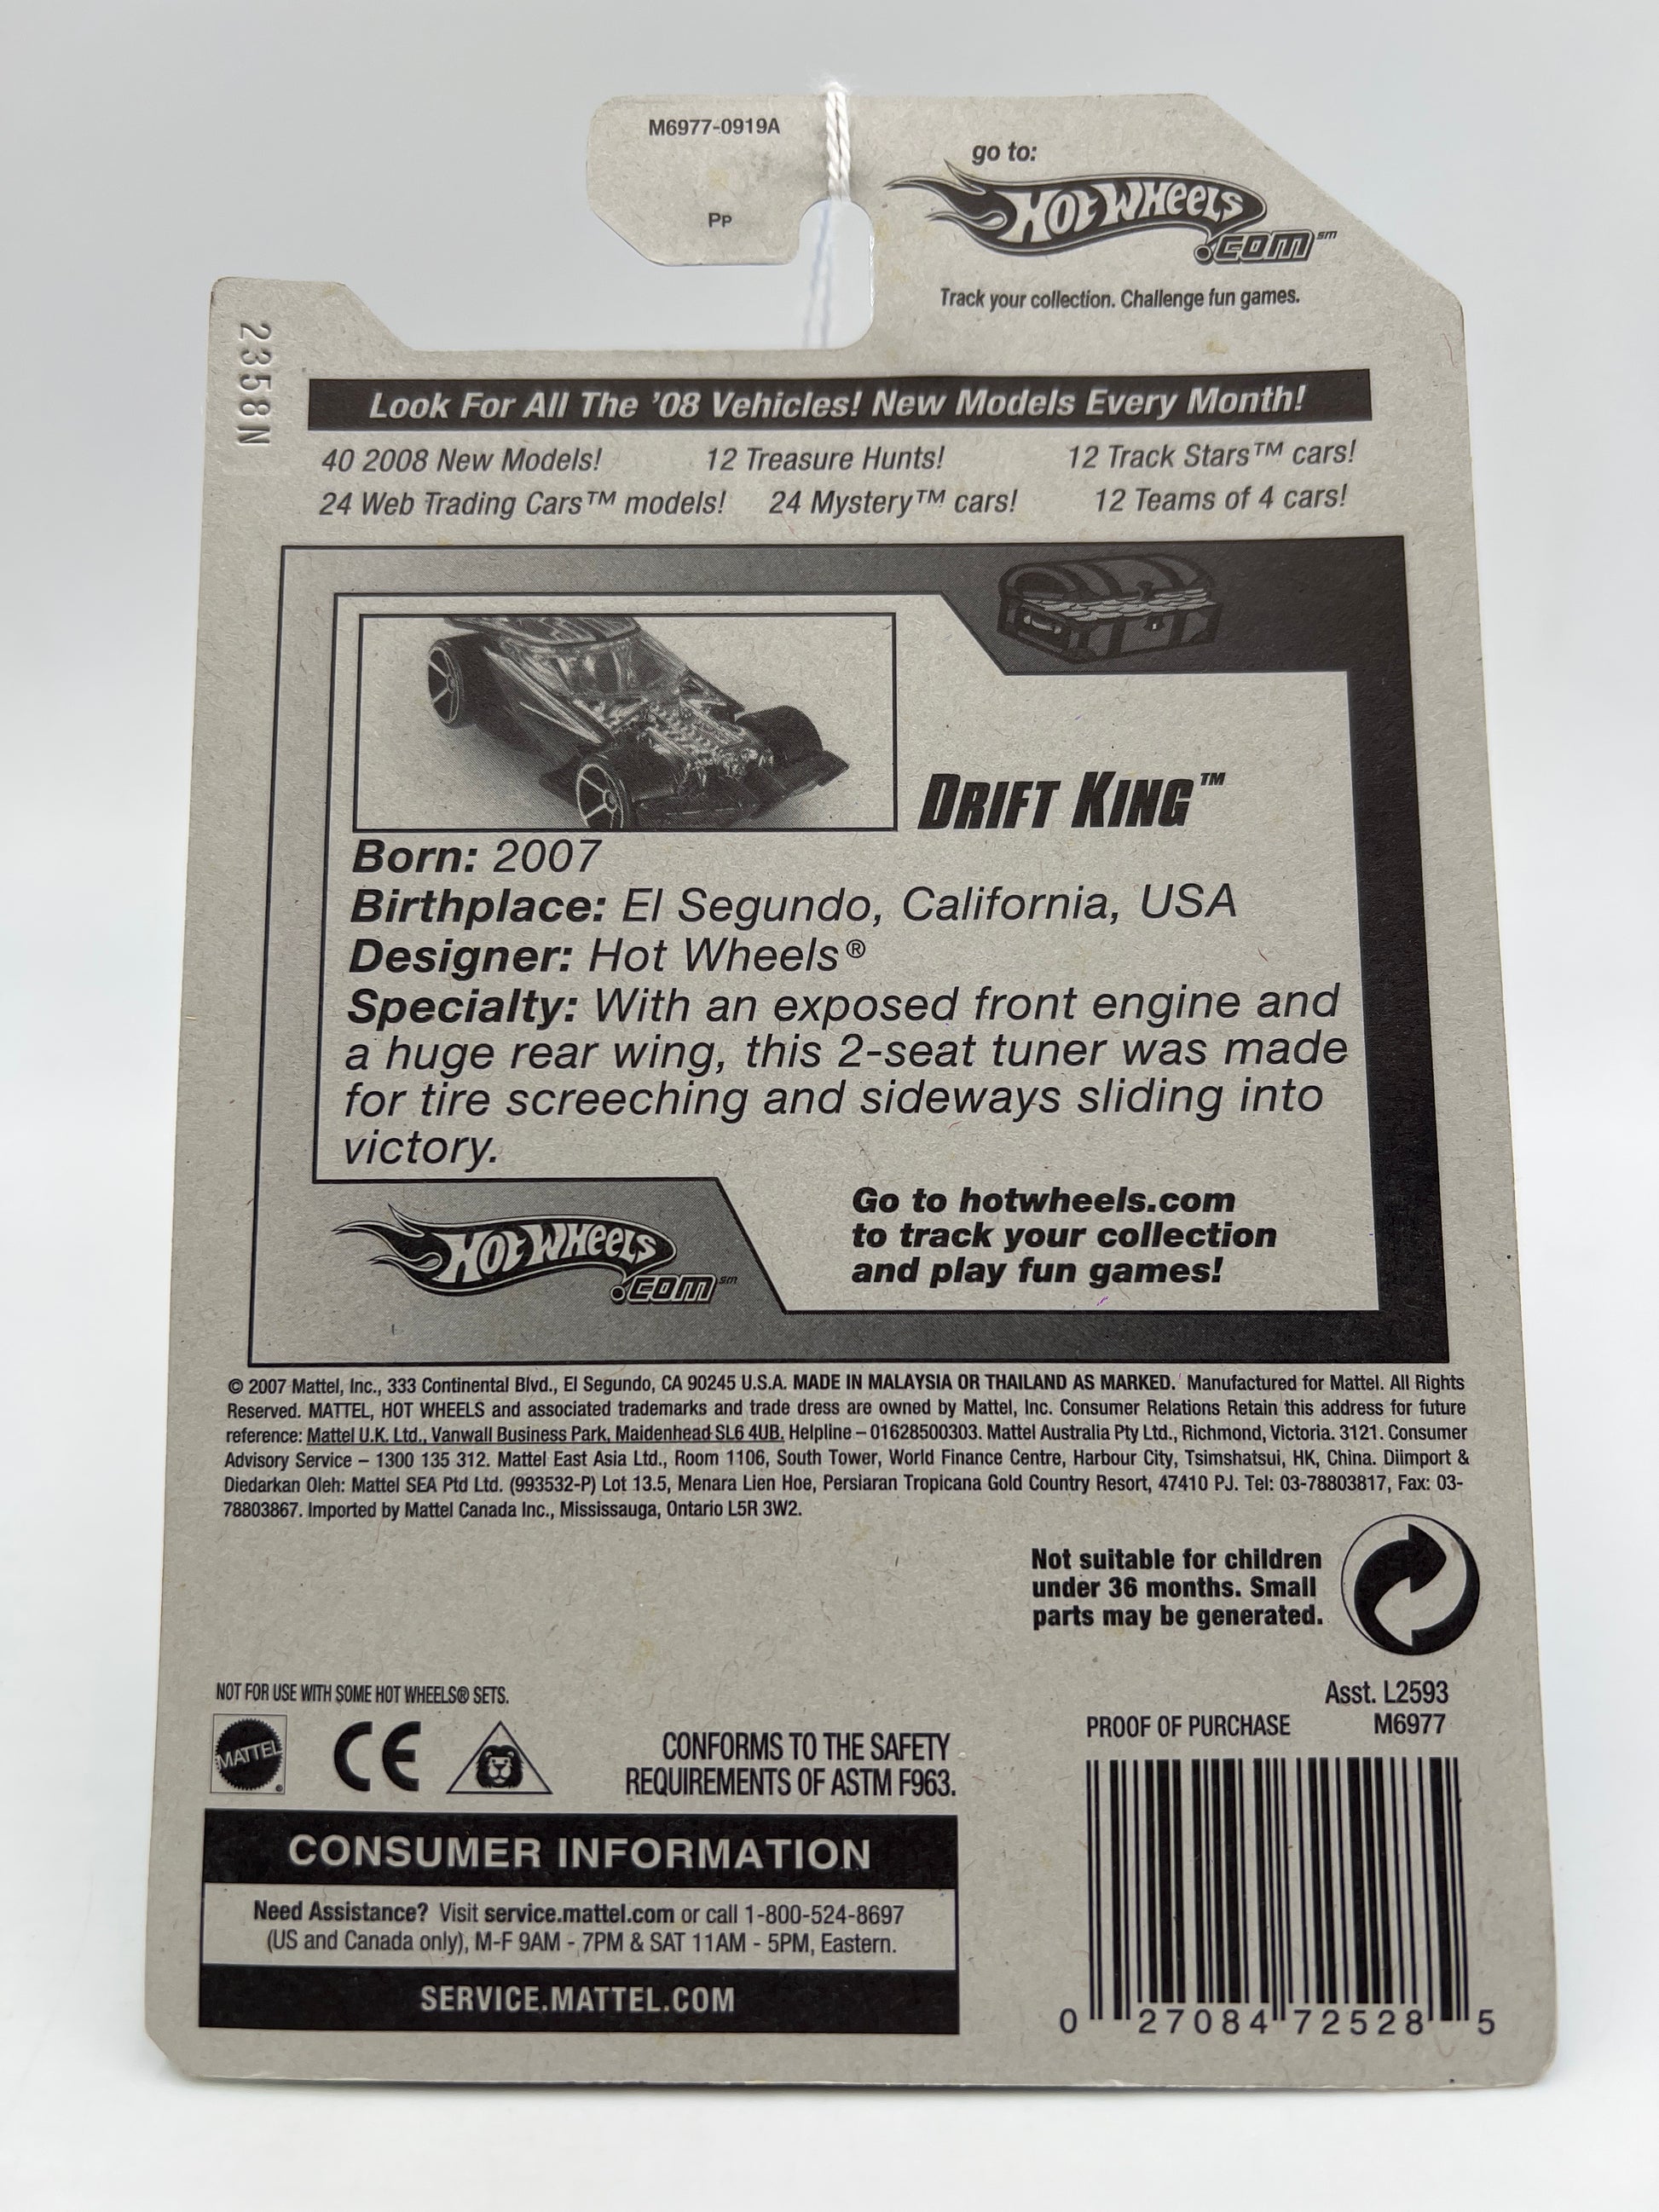 M6977-0919A
Pp
go to:
Hot Wheels
.com℠
Track your collection. Challenge fun games.
2358N
Look For All The '08 Vehicles! New Models Every Month!
40 2008 New Models! 12 Treasure Hunts! 12 Track Stars™ cars!
24 Web Trading Cars™ models! 24 Mystery™ cars! 12 Teams of 4 cars!
DRIFT KING™
Born: 2007
Birthplace: El Segundo, California, USA
Designer: Hot Wheels®
Specialty: With an exposed front engine and
a huge rear wing, this 2-seat tuner was made
for tire screeching and sideways sliding into
victory.
Hot Wheels
.com℠
Go to hotwheels.com
to track your collection
and play fun games!
© 2007 Mattel, Inc., 333 Continental Blvd., El Segundo, CA 90245 U.S.A. MADE IN MALAYSIA OR THAILAND AS MARKED. Manufactured for Mattel. All Rights
Reserved. MATTEL, HOT WHEELS and associated trademarks and trade dress are owned by Mattel, Inc. Consumer Relations Retain this address for future
reference: Mattel U.K. Ltd., Vanwall Business Park, Maidenhead SL6 4UB. Helpline – 01628500303. Mattel Australia Pty Ltd., Richmond, Victoria. 3121. Consumer
Advisory Service – 1300 135 312. Mattel East Asia Ltd., Room 1106, South Tower, World Finance Centre, Harbour City, Tsimshatsui, HK, China. Diimport &
Diedarkan Oleh: Mattel SEA Ptd Ltd. (993532-P) Lot 13.5, Menara Lien Hoe, Persiaran Tropicana Gold Country Resort, 47410 PJ. Tel: 03-78803817, Fax: 03-
78803867. Imported by Mattel Canada Inc., Mississauga, Ontario L5R 3W2.
Not suitable for children
under 36 months. Small
parts may be generated.
NOT FOR USE WITH SOME HOT WHEELS® SETS.
MATTEL®
CE
CONFORMS TO THE SAFETY
REQUIREMENTS OF ASTM F963.
Asst. L2593
PROOF OF PURCHASE M6977
CONSUMER INFORMATION
Need Assistance? Visit service.mattel.com or call 1-800-524-8697
(US and Canada only), M-F 9AM - 7PM & SAT 11AM - 5PM, Eastern.
SERVICE.MATTEL.COM
0 27084 72528 5